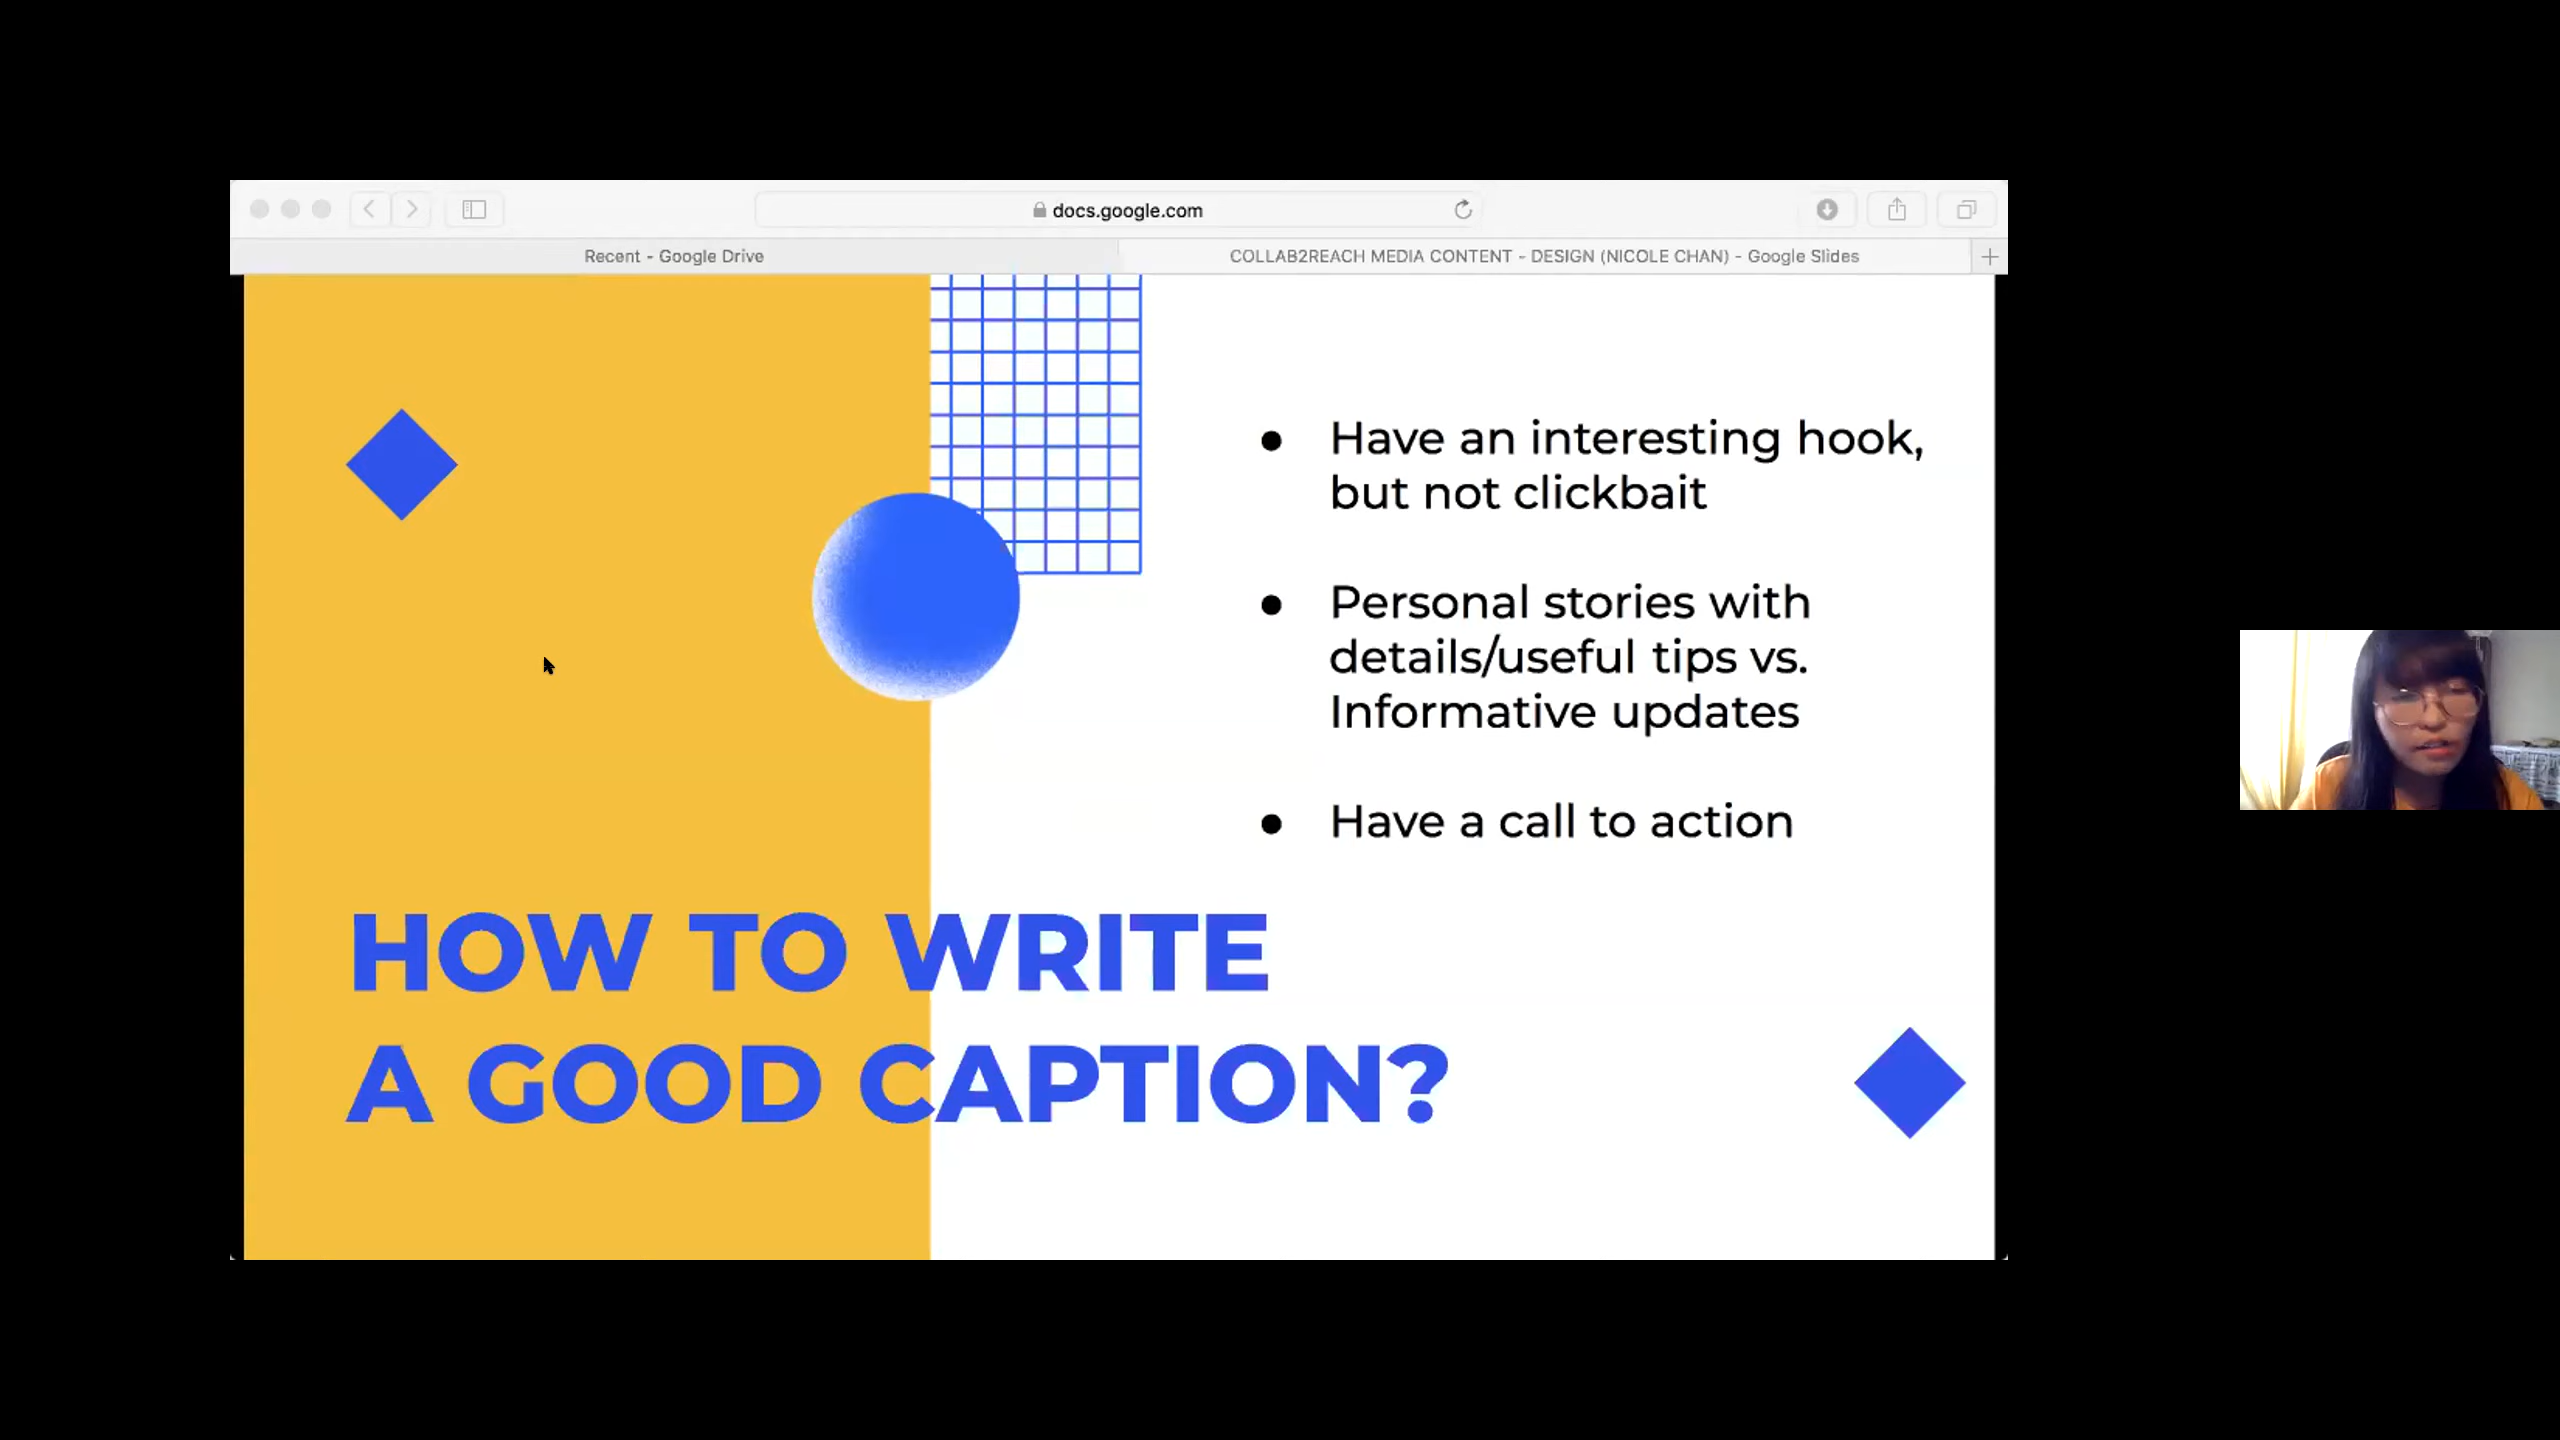 docs.google.com
Recent - Google Drive
COLLAB2REACH MEDIA CONTENT - DESIGN (NICOLE CHAN) - Google Slides
● Have an interesting hook,
but not clickbait
● Personal stories with
details/useful tips vs.
Informative updates
● Have a call to action
HOW TO WRITE
A GOOD CAPTION?